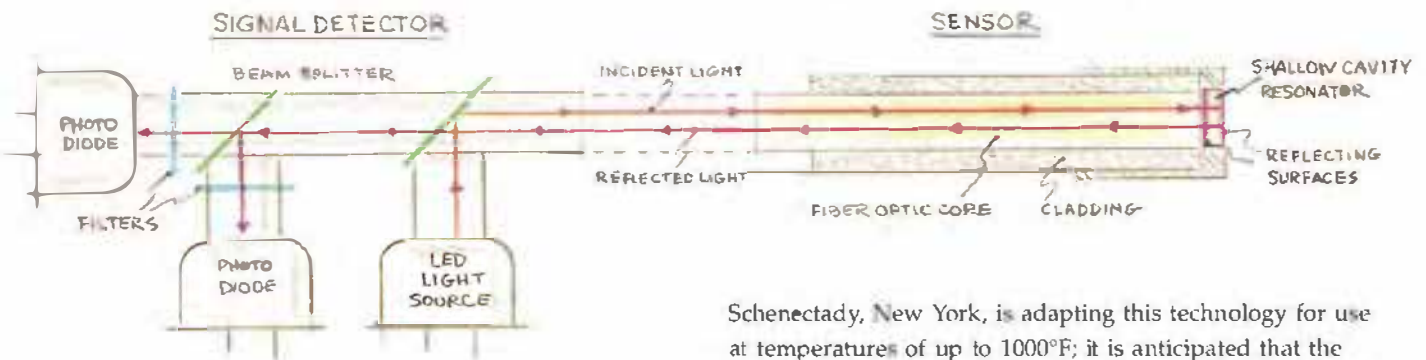 SIGNAL DETECTOR
SENSOR
BEAM SPLITTER
INCIDENT LIGHT
SHALLOW CAVITY
RESONATOR
PHOTO
DIODE
REFLECTED LIGHT
REFLECTING
SURFACES
FILTERS
FIBER OPTIC CORE
CLADDING
PHOTO
DIODE
LED
LIGHT
SOURCE
Schenectady, New York, is adapting this technology for use
at temperatures of up to 1000°F; it is anticipated that the